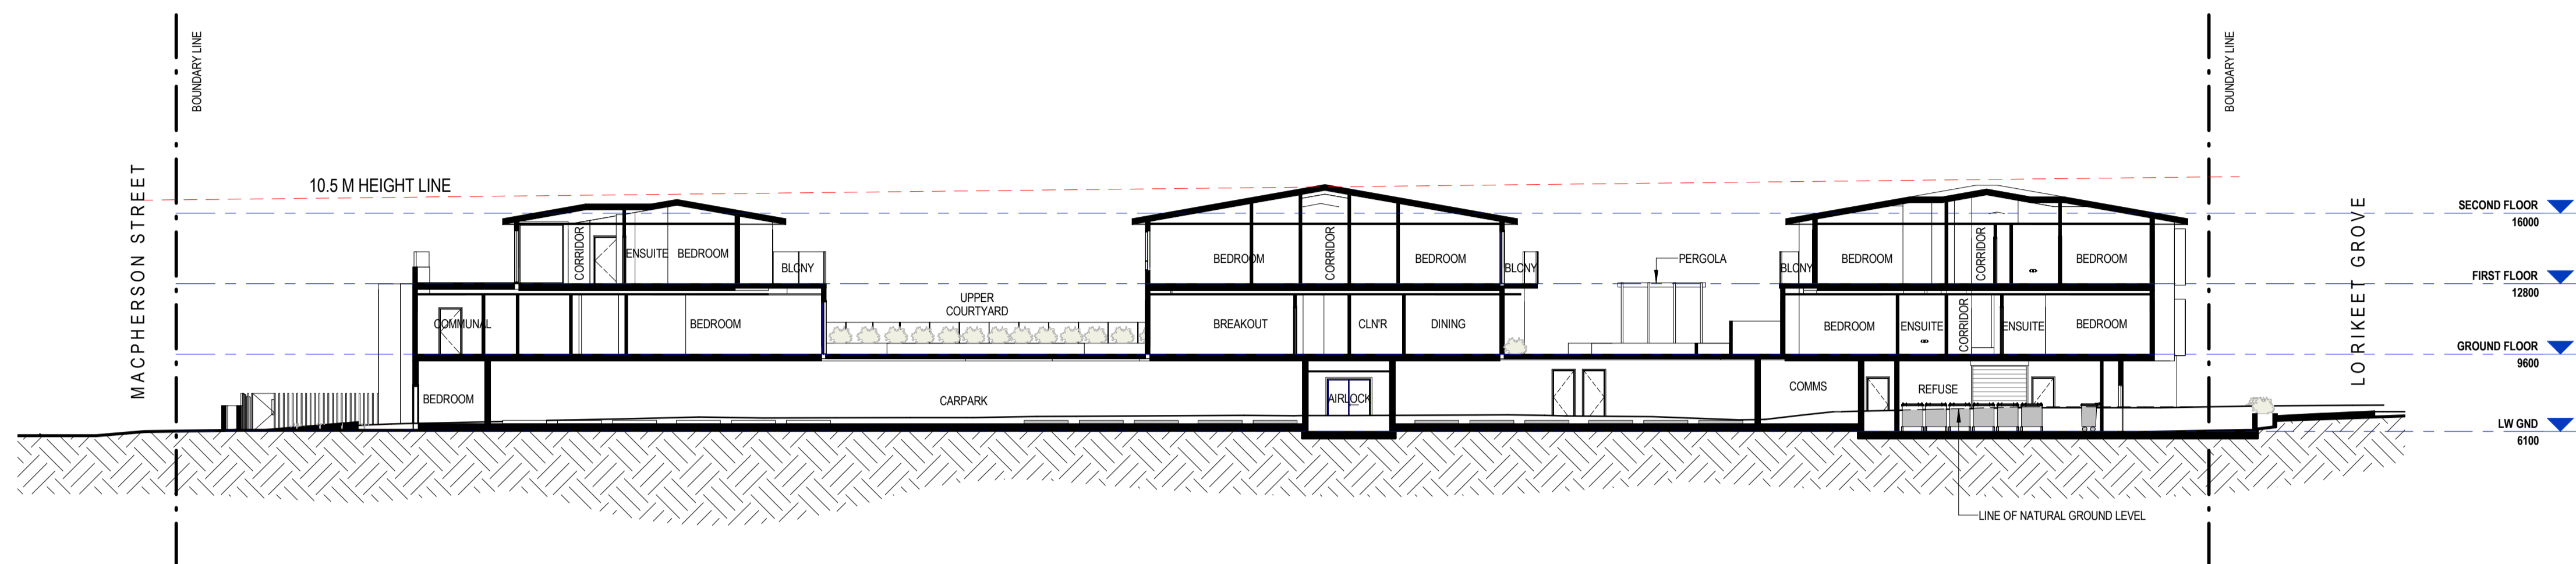 BOUNDARY LINE
BOUNDARY LINE
MACPHERSON STREET
10.5 M HEIGHT LINE
LORIKEET GROVE
SECOND FLOOR
16000
CORRIDOR
ENSUITE
BEDROOM
BLCNY
BEDROOM
CORRIDOR
BEDROOM
BLCNY
PERGOLA
BLCNY
BEDROOM
CORRIDOR
BEDROOM
FIRST FLOOR
12800
COMMUNAL
BEDROOM
UPPER
COURTYARD
BREAKOUT
CLN'R
DINING
BEDROOM
ENSUITE
CORRIDOR
ENSUITE
BEDROOM
GROUND FLOOR
9600
BEDROOM
CARPARK
AIRLOCK
COMMS
REFUSE
LW GND
6100
LINE OF NATURAL GROUND LEVEL